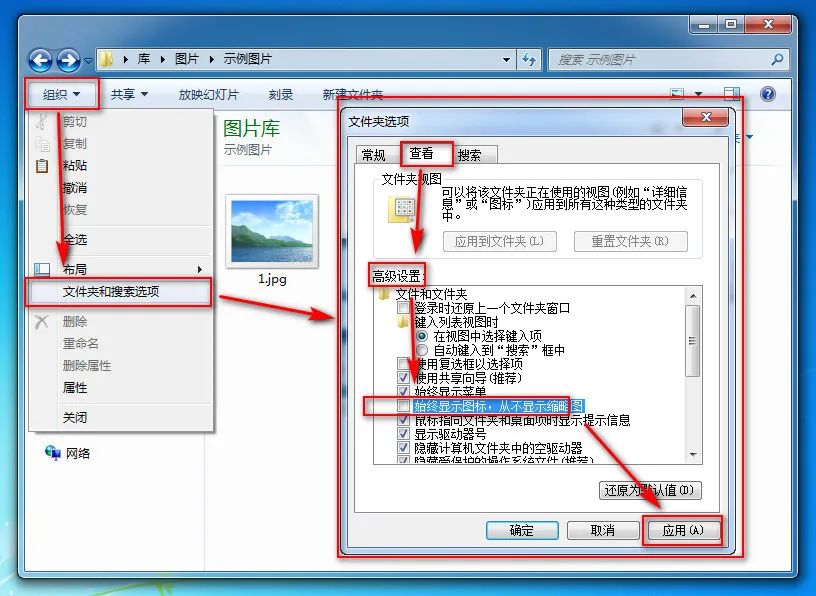 库 图片 示例图片
搜索 示例图片
组织 共享 放映幻灯片 刻录 新建文件夹
剪切
复制
粘贴
撤消
恢复
全选
布局
文件夹和搜索选项
删除
重命名
删除属性
属性
关闭
网络
图片库
示例图片
1.jpg
文件夹选项
常规 查看 搜索
文件夹视图
可以将该文件夹正在使用的视图(例如“详细信
息”或“图标”)应用到所有这种类型的文件夹
中。
应用到文件夹(L) 重置文件夹(R)
高级设置:
文件和文件夹
登录时还原上一个文件夹窗口
键入列表视图时
在视图中选择键入项
自动键入到“搜索”框中
使用复选框以选择项
使用共享向导(推荐)
始终显示菜单
始终显示图标，从不显示缩略图
鼠标指向文件夹和桌面项时显示提示信息
显示驱动器号
隐藏计算机文件夹中的空驱动器
隐藏受保护的操作系统文件(推荐)
还原为默认值(D)
确定 取消 应用(A)